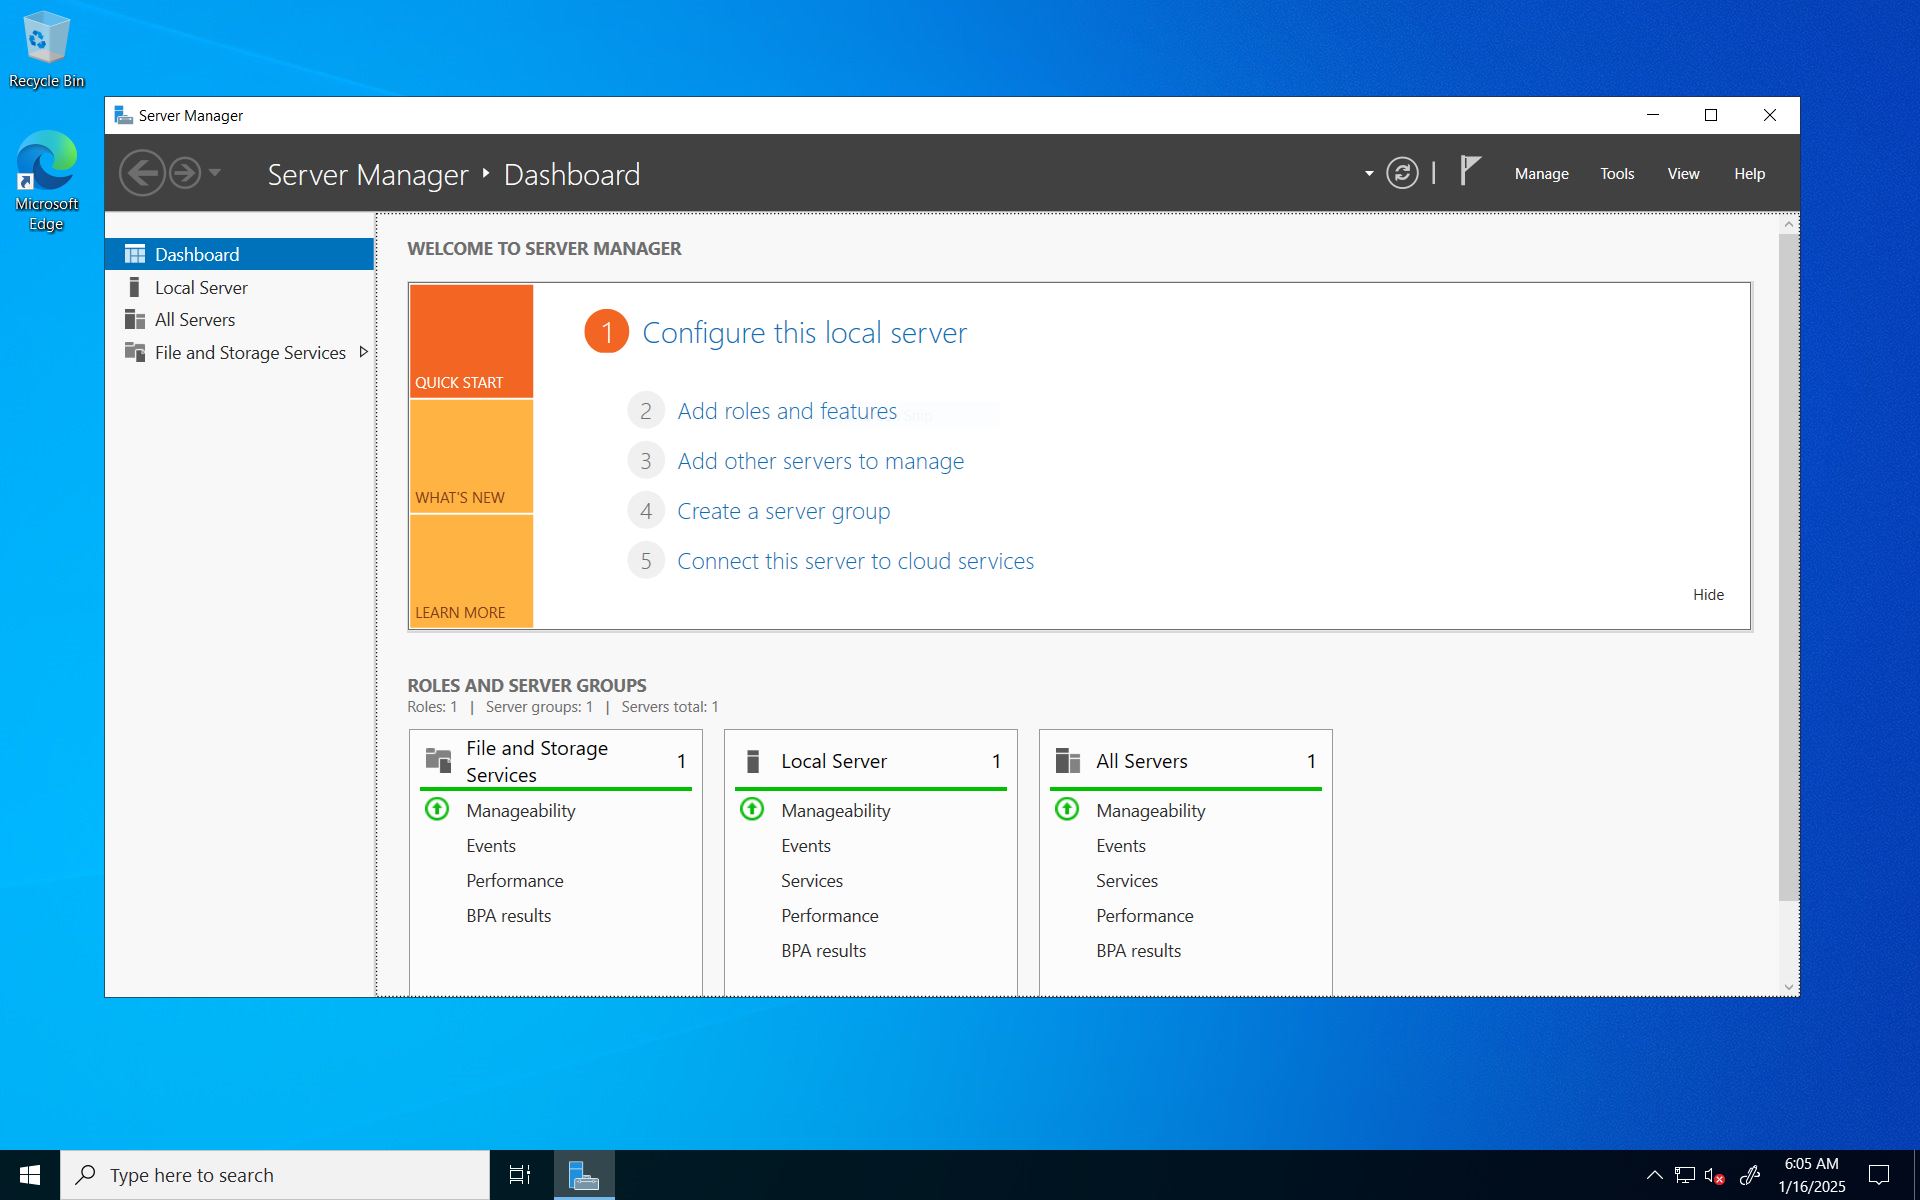 Recycle Bin
Microsoft
Edge
Server Manager
Server Manager Dashboard
Manage Tools View Help
Dashboard
Local Server
All Servers
File and Storage Services
WELCOME TO SERVER MANAGER
QUICK START
WHAT'S NEW
LEARN MORE
1 Configure this local server
2 Add roles and features
3 Add other servers to manage
4 Create a server group
5 Connect this server to cloud services
Hide
ROLES AND SERVER GROUPS
Roles: 1 | Server groups: 1 | Servers total: 1
File and Storage
Services 1
Manageability
Events
Performance
BPA results
Local Server 1
Manageability
Events
Services
Performance
BPA results
All Servers 1
Manageability
Events
Services
Performance
BPA results
Type here to search
6:05 AM
1/16/2025